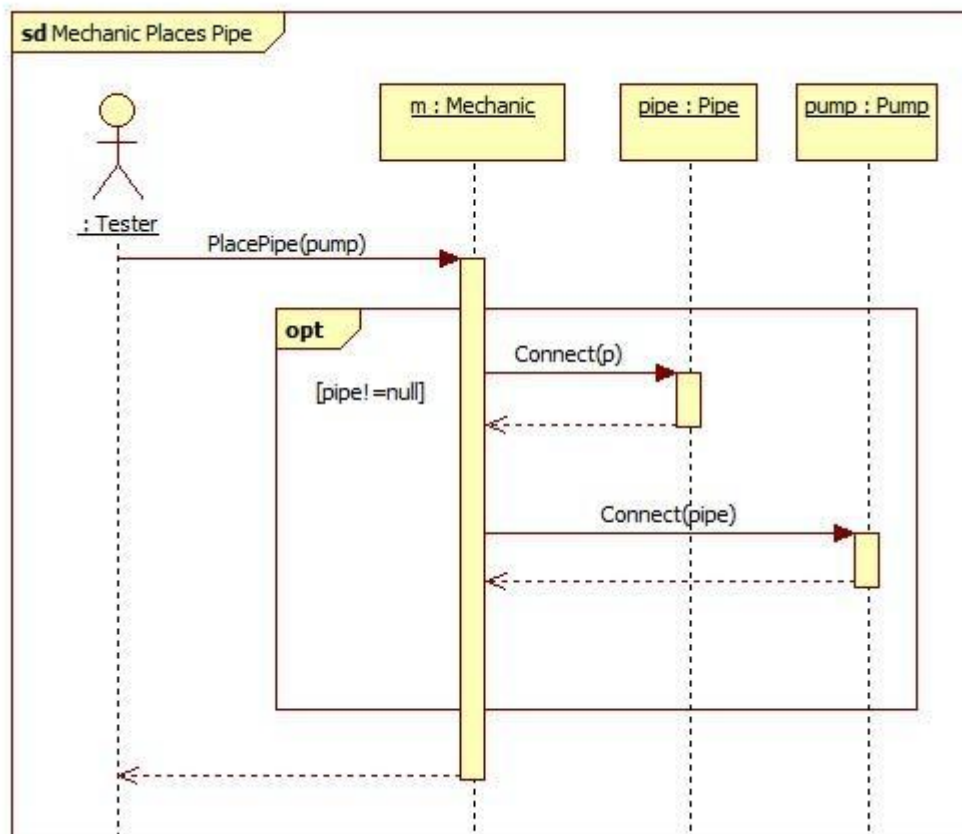 sd Mechanic Places Pipe
m : Mechanic
pipe : Pipe
pump : Pump
: Tester
PlacePipe(pump)
opt
Connect(p)
[pipe!=null]
Connect(pipe)